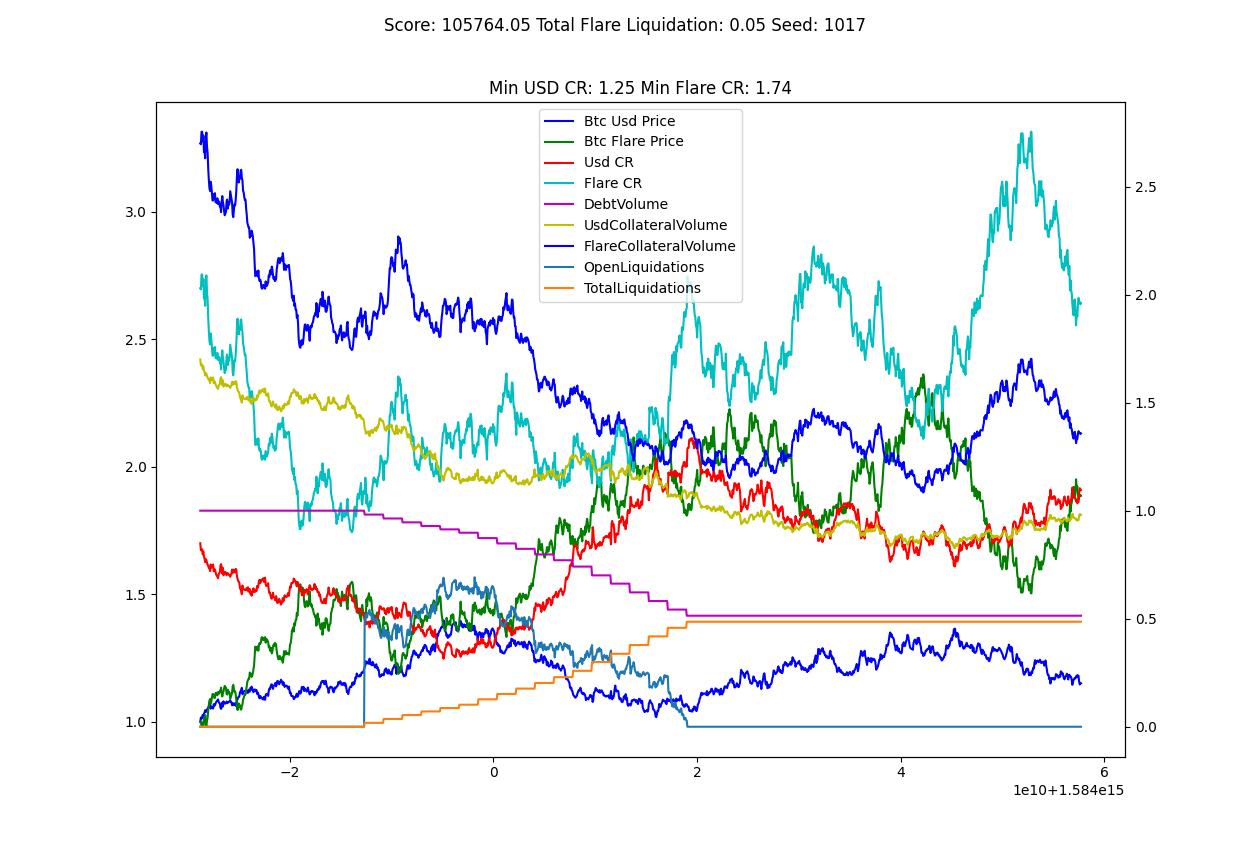 Score: 105764.05 Total Flare Liquidation: 0.05 Seed: 1017
Min USD CR: 1.25 Min Flare CR: 1.74
Btc Usd Price
Btc Flare Price
Usd CR
Flare CR
DebtVolume
UsdCollateralVolume
FlareCollateralVolume
OpenLiquidations
TotalLiquidations
3.0
2.5
2.0
1.5
1.0
2.5
2.0
1.5
1.0
0.5
0.0
−2 0 2 4 6
1e10+1.584e15